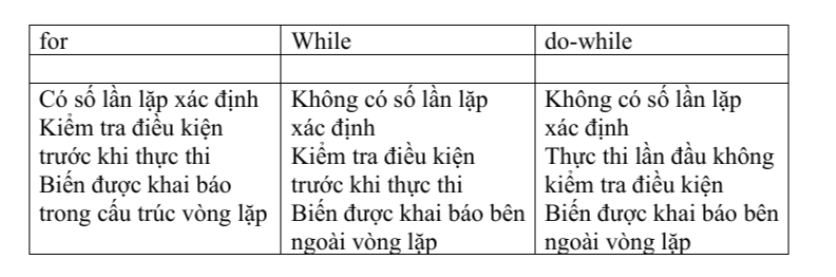 for
While
do-while
Có số lần lặp xác định
Kiểm tra điều kiện
trước khi thực thi
Biến được khai báo
trong cấu trúc vòng lặp
Không có số lần lặp
xác định
Kiểm tra điều kiện
trước khi thực thi
Biến được khai báo bên
ngoài vòng lặp
Không có số lần lặp
xác định
Thực thi lần đầu không
kiểm tra điều kiện
Biến được khai báo bên
ngoài vòng lặp